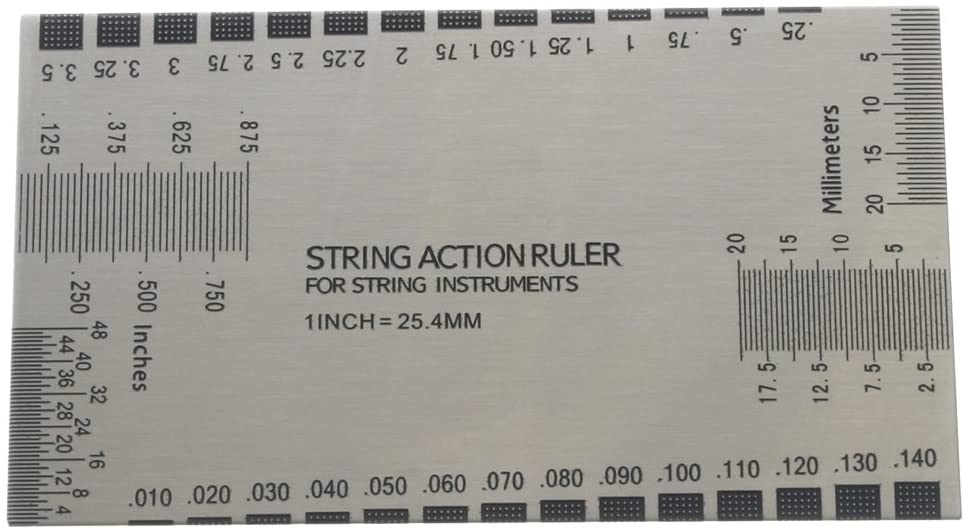 3.5 3.25 3 2.75 2.5 2.25 2 1.75 1.50 1.25 1 .75 .5 .25
.125 .375 .625 .875
5 10 15 20
Millimeters
STRING ACTION RULER
FOR STRING INSTRUMENTS
1INCH = 25.4MM
20 15 10 5
17.5 12.5 7.5 2.5
.250 .500 .750
Inches
48 44 40 36 32 28 24 20 16 12 8 4
.010 .020 .030 .040 .050 .060 .070 .080 .090 .100 .110 .120 .130 .140